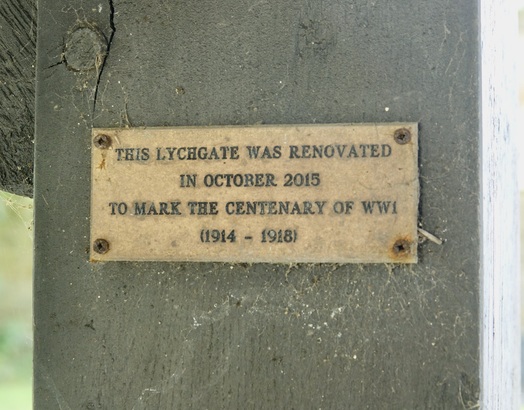 THIS LYCHGATE WAS RENOVATED
IN OCTOBER 2015
TO MARK THE CENTENARY OF WW1
(1914 - 1918)